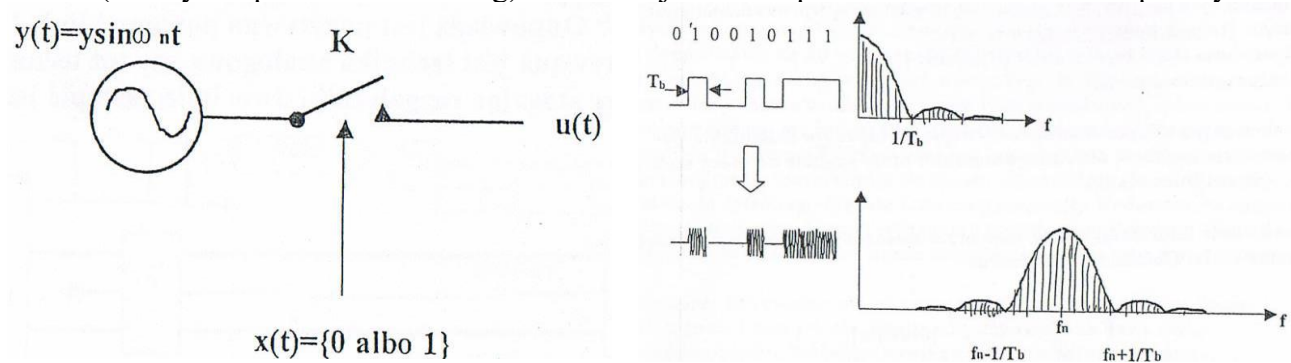 y(t)=ysinω nt
K
u(t)
x(t)={0 albo 1}
0 1 0 0 1 0 1 1 1
Tb
f
1/Tb
f
fn
fn-1/Tb
fn+1/Tb